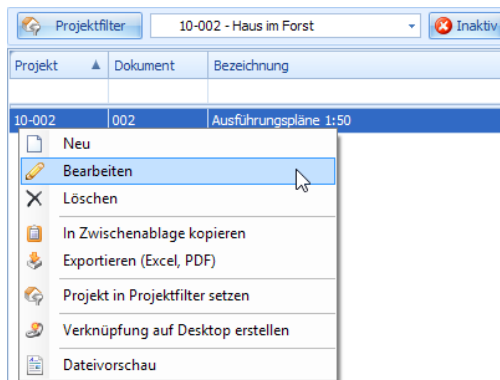 Projektfilter 10-002 - Haus im Forst Inaktiv
Projekt Dokument Bezeichnung
10-002 002 Ausführungspläne 1:50
Neu
Bearbeiten
Löschen
In Zwischenablage kopieren
Exportieren (Excel, PDF)
Projekt in Projektfilter setzen
Verknüpfung auf Desktop erstellen
Dateivorschau